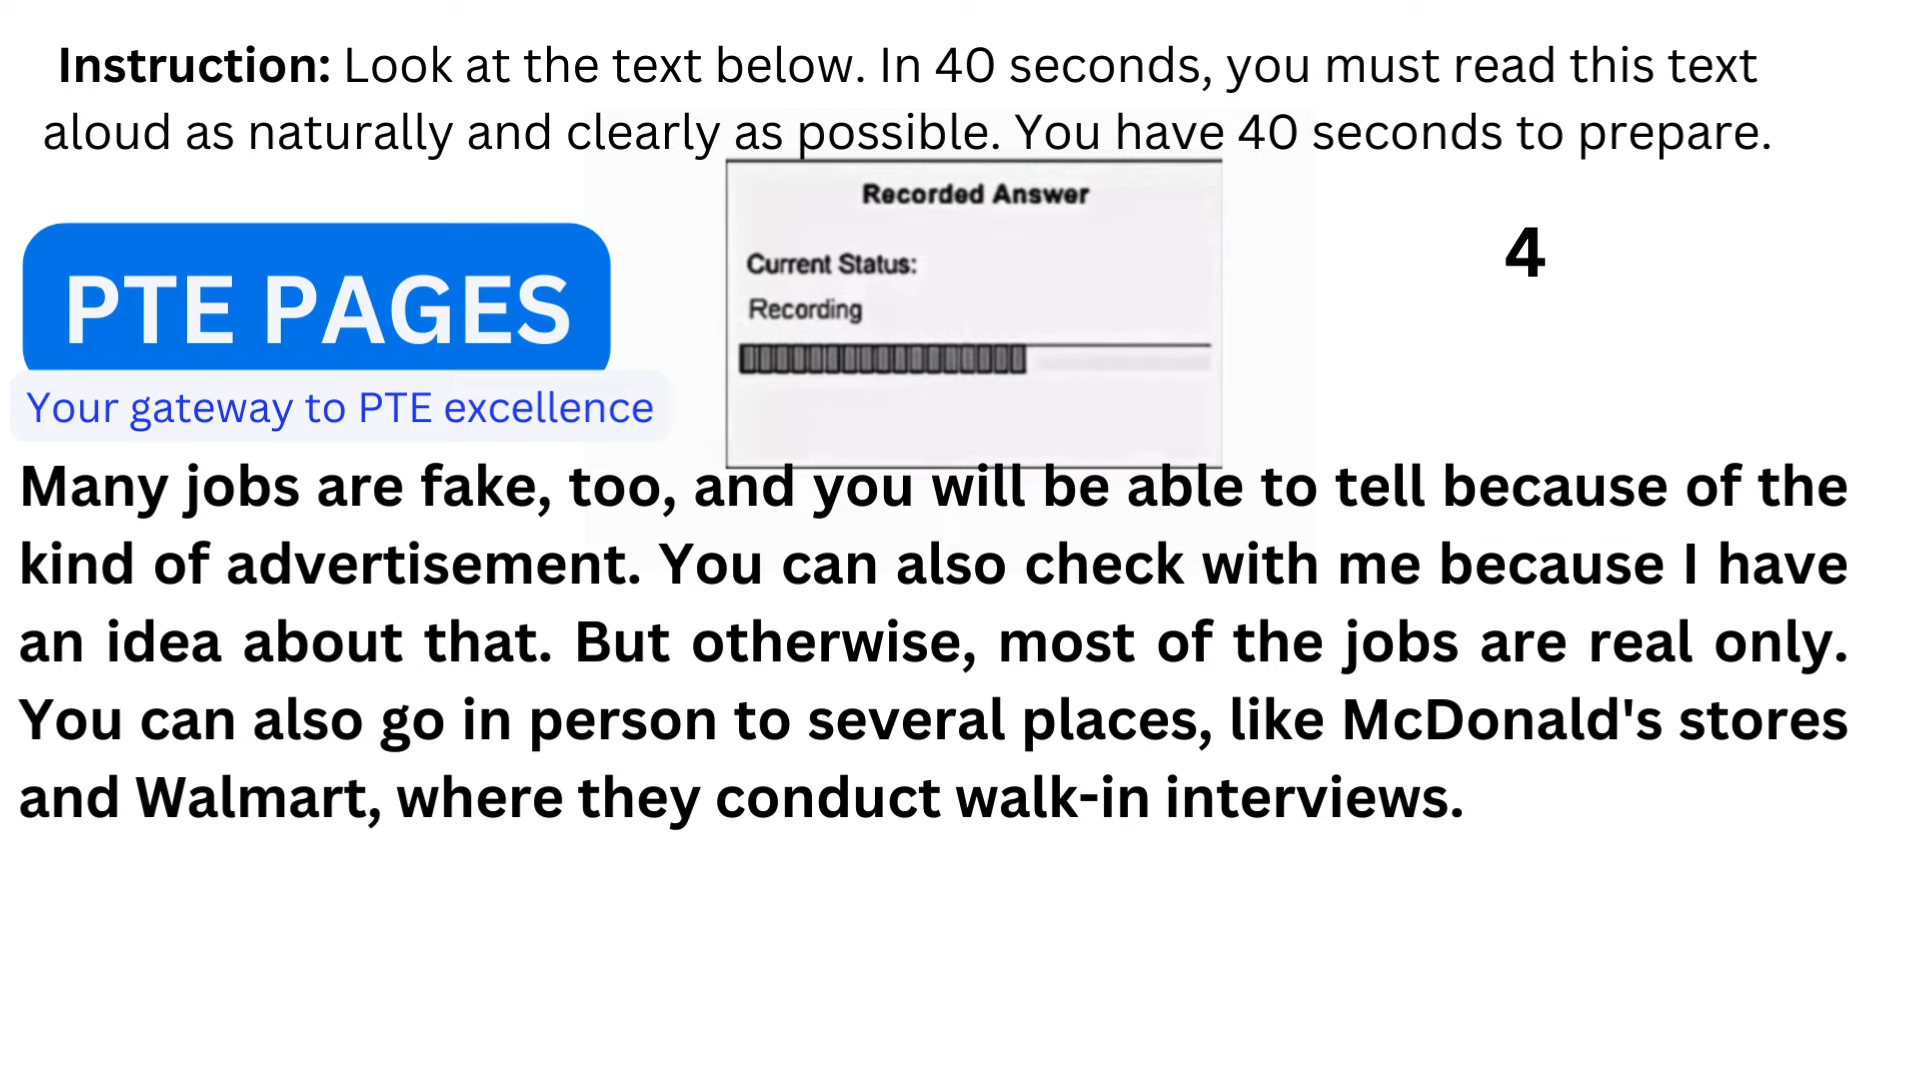 Instruction: Look at the text below. In 40 seconds, you must read this text
aloud as naturally and clearly as possible. You have 40 seconds to prepare.
Recorded Answer
4
Current Status:
Recording
PTE PAGES
Your gateway to PTE excellence
Many jobs are fake, too, and you will be able to tell because of the
kind of advertisement. You can also check with me because I have
an idea about that. But otherwise, most of the jobs are real only.
You can also go in person to several places, like McDonald's stores
and Walmart, where they conduct walk-in interviews.